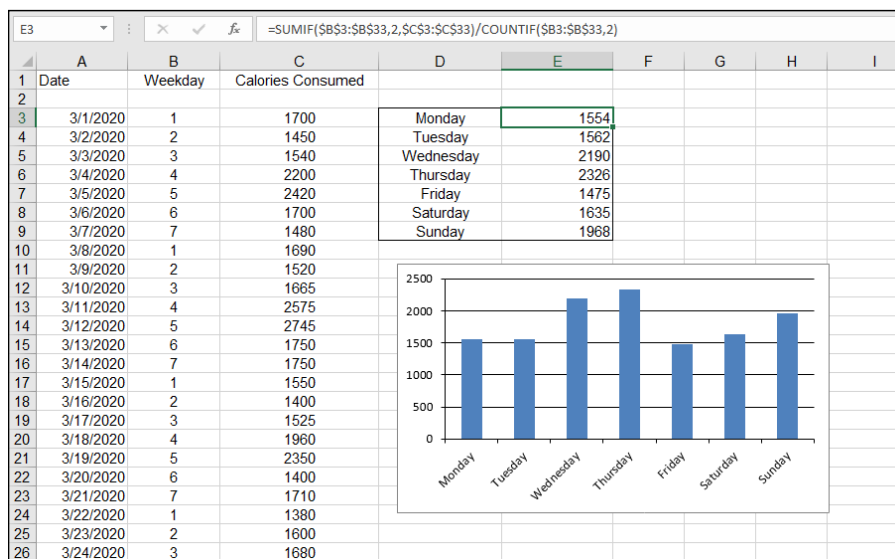 E3 fx =SUMIF($B$3:$B$33,2,$C$3:$C$33)/COUNTIF($B3:$B$33,2)
A B C D E F G H I
1 Date Weekday Calories Consumed
2
3 3/1/2020 1 1700 Monday 1554
4 3/2/2020 2 1450 Tuesday 1562
5 3/3/2020 3 1540 Wednesday 2190
6 3/4/2020 4 2200 Thursday 2326
7 3/5/2020 5 2420 Friday 1475
8 3/6/2020 6 1700 Saturday 1635
9 3/7/2020 7 1480 Sunday 1968
10 3/8/2020 1 1690
11 3/9/2020 2 1520
12 3/10/2020 3 1665
13 3/11/2020 4 2575
14 3/12/2020 5 2745
15 3/13/2020 6 1750
16 3/14/2020 7 1750
17 3/15/2020 1 1550
18 3/16/2020 2 1400
19 3/17/2020 3 1525
20 3/18/2020 4 1960
21 3/19/2020 5 2350
22 3/20/2020 6 1400
23 3/21/2020 7 1710
24 3/22/2020 1 1380
25 3/23/2020 2 1600
26 3/24/2020 3 1680
2500
2000
1500
1000
500
0
Monday Tuesday Wednesday Thursday Friday Saturday Sunday